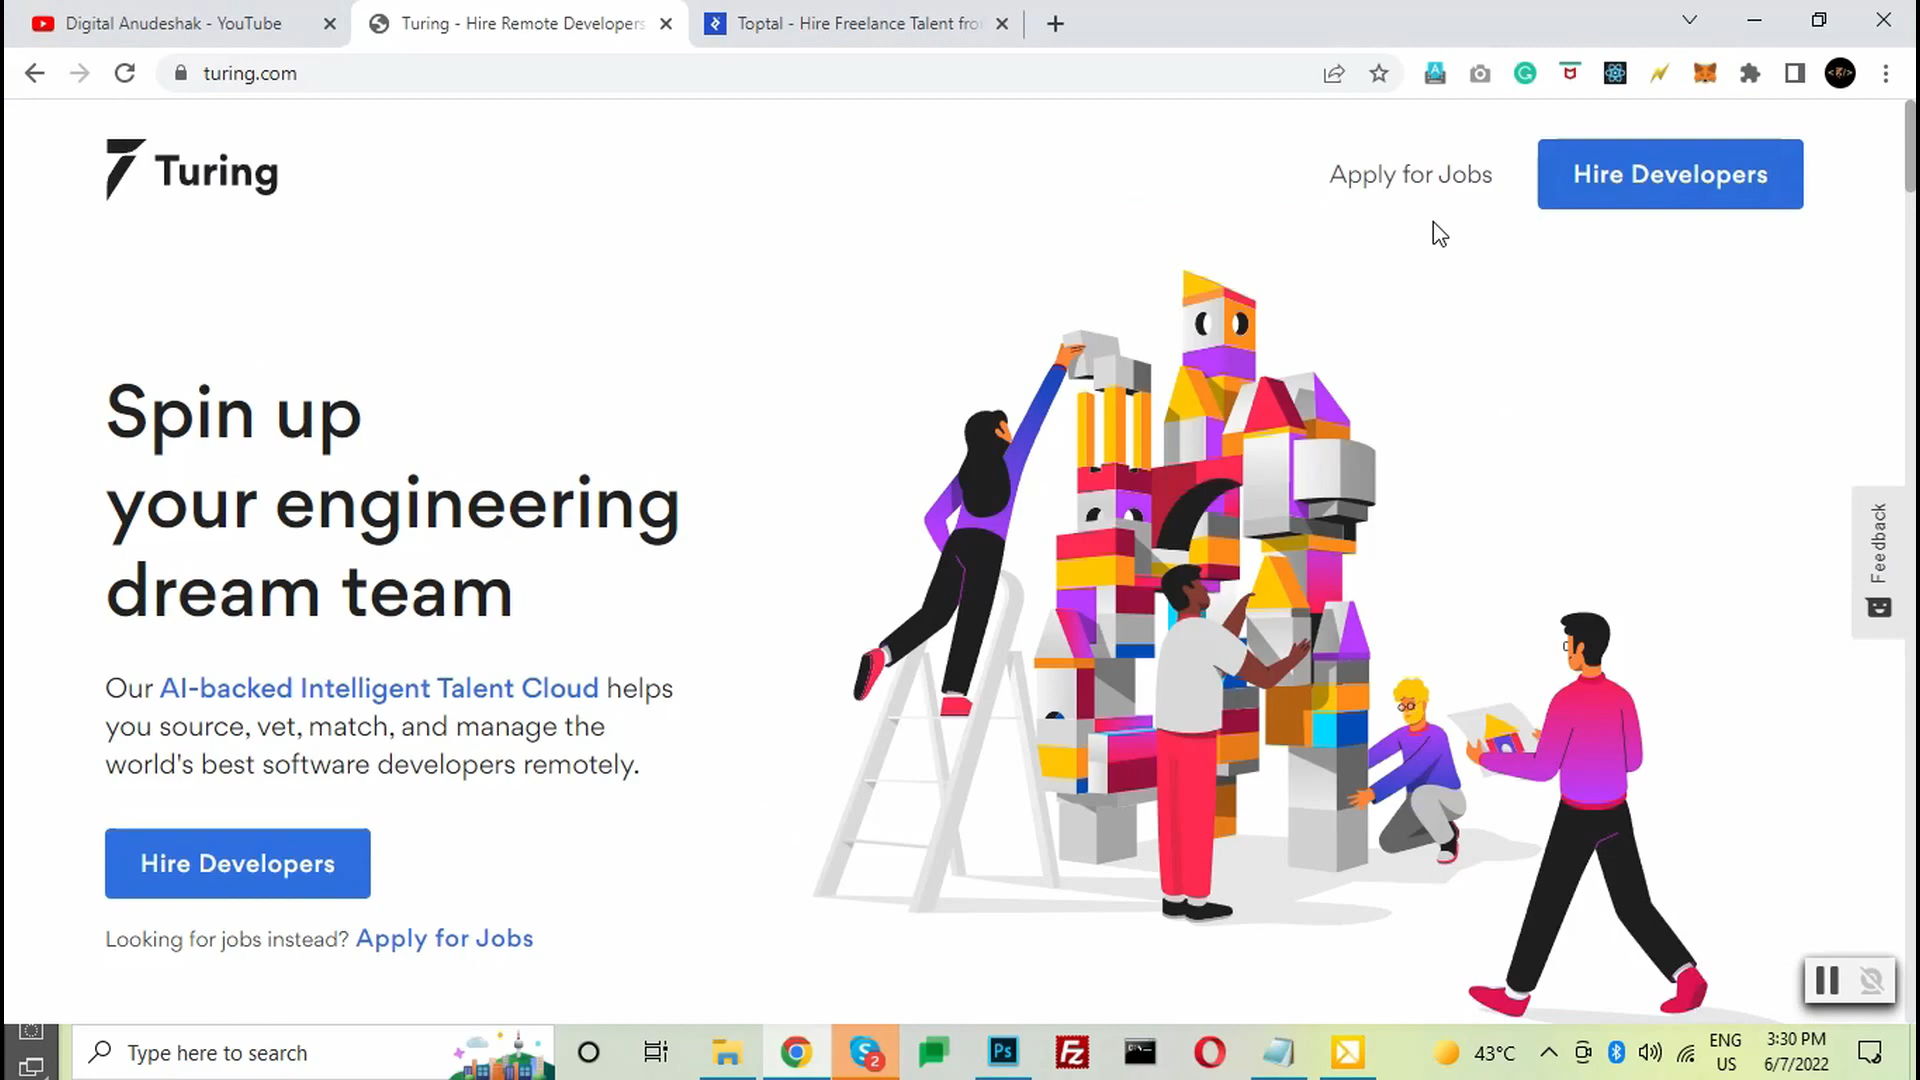 Digital Anudeshak - YouTube
Turing - Hire Remote Developers
Toptal - Hire Freelance Talent fro
turing.com
Turing
Apply for Jobs
Hire Developers
Spin up
your engineering
dream team
Our AI-backed Intelligent Talent Cloud helps
you source, vet, match, and manage the
world's best software developers remotely.
Hire Developers
Looking for jobs instead? Apply for Jobs
Feedback
Type here to search
2
Ps
Fz
43°C
ENG
US
3:30 PM
6/7/2022